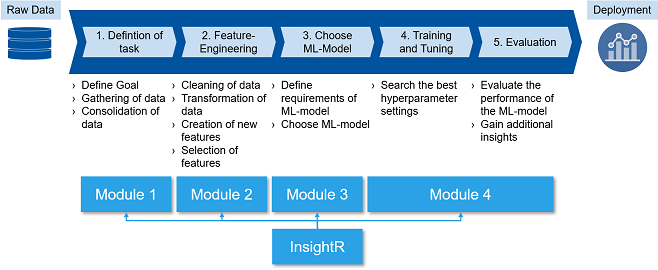 Raw Data
Deployment
1. Defintion of
task
2. Feature-
Engineering
3. Choose
ML-Model
4. Training
and Tuning
5. Evaluation
› Define Goal
› Gathering of data
› Consolidation of
data
› Cleaning of data
› Transformation of
data
› Creation of new
features
› Selection of
features
› Define
requirements of
ML-model
› Choose ML-model
› Search the best
hyperparameter
settings
› Evaluate the
performance of
the ML-model
› Gain additional
insights
Module 1
Module 2
Module 3
Module 4
InsightR